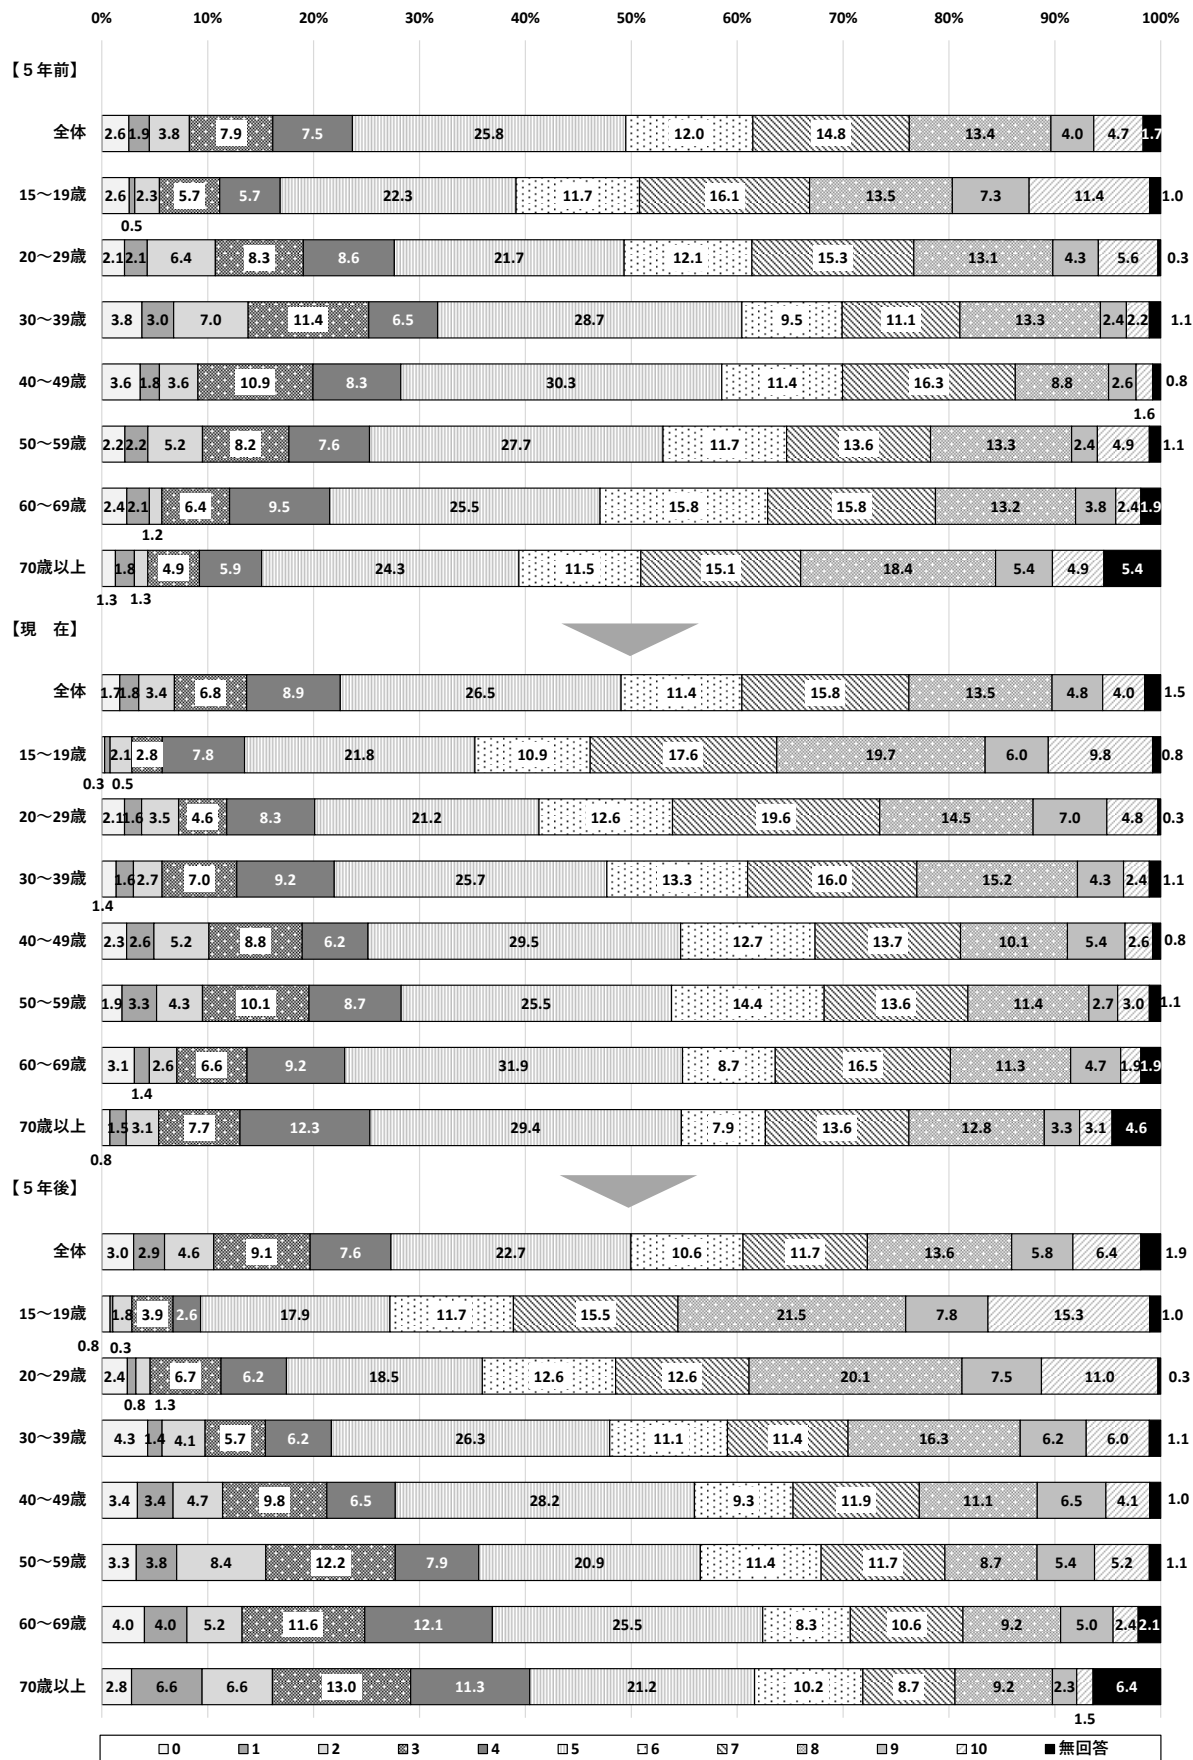 0% 10% 20% 30% 40% 50% 60% 70% 80% 90% 100%
【５年前】
全体 2.6 1.9 3.8 7.9 7.5 25.8 12.0 14.8 13.4 4.0 4.7 1.7
15～19歳 2.6 2.3 5.7 5.7 22.3 11.7 16.1 13.5 7.3 11.4 1.0
0.5
20～29歳 2.1 2.1 6.4 8.3 8.6 21.7 12.1 15.3 13.1 4.3 5.6 0.3
30～39歳 3.8 3.0 7.0 11.4 6.5 28.7 9.5 11.1 13.3 2.4 2.2 1.1
40～49歳 3.6 1.8 3.6 10.9 8.3 30.3 11.4 16.3 8.8 2.6 0.8
1.6
50～59歳 2.2 2.2 5.2 8.2 7.6 27.7 11.7 13.6 13.3 2.4 4.9 1.1
60～69歳 2.4 2.1 6.4 9.5 25.5 15.8 15.8 13.2 3.8 2.4 1.9
1.2
70歳以上 1.8 4.9 5.9 24.3 11.5 15.1 18.4 5.4 4.9 5.4
1.3 1.3
【現　在】
全体 1.7 1.8 3.4 6.8 8.9 26.5 11.4 15.8 13.5 4.8 4.0 1.5
15～19歳 2.1 2.8 7.8 21.8 10.9 17.6 19.7 6.0 9.8 0.8
0.3 0.5
20～29歳 2.1 1.6 3.5 4.6 8.3 21.2 12.6 19.6 14.5 7.0 4.8 0.3
30～39歳 1.6 2.7 7.0 9.2 25.7 13.3 16.0 15.2 4.3 2.4 1.1
1.4
40～49歳 2.3 2.6 5.2 8.8 6.2 29.5 12.7 13.7 10.1 5.4 2.6 0.8
50～59歳 1.9 3.3 4.3 10.1 8.7 25.5 14.4 13.6 11.4 2.7 3.0 1.1
60～69歳 3.1 2.6 6.6 9.2 31.9 8.7 16.5 11.3 4.7 1.9 1.9
1.4
70歳以上 1.5 3.1 7.7 12.3 29.4 7.9 13.6 12.8 3.3 3.1 4.6
0.8
【５年後】
全体 3.0 2.9 4.6 9.1 7.6 22.7 10.6 11.7 13.6 5.8 6.4 1.9
15～19歳 1.8 3.9 2.6 17.9 11.7 15.5 21.5 7.8 15.3 1.0
0.8 0.3
20～29歳 2.4 6.7 6.2 18.5 12.6 12.6 20.1 7.5 11.0 0.3
0.8 1.3
30～39歳 4.3 1.4 4.1 5.7 6.2 26.3 11.1 11.4 16.3 6.2 6.0 1.1
40～49歳 3.4 3.4 4.7 9.8 6.5 28.2 9.3 11.9 11.1 6.5 4.1 1.0
50～59歳 3.3 3.8 8.4 12.2 7.9 20.9 11.4 11.7 8.7 5.4 5.2 1.1
60～69歳 4.0 4.0 5.2 11.6 12.1 25.5 8.3 10.6 9.2 5.0 2.4 2.1
70歳以上 2.8 6.6 6.6 13.0 11.3 21.2 10.2 8.7 9.2 2.3 6.4
1.5
0 1 2 3 4 5 6 7 8 9 10 無回答